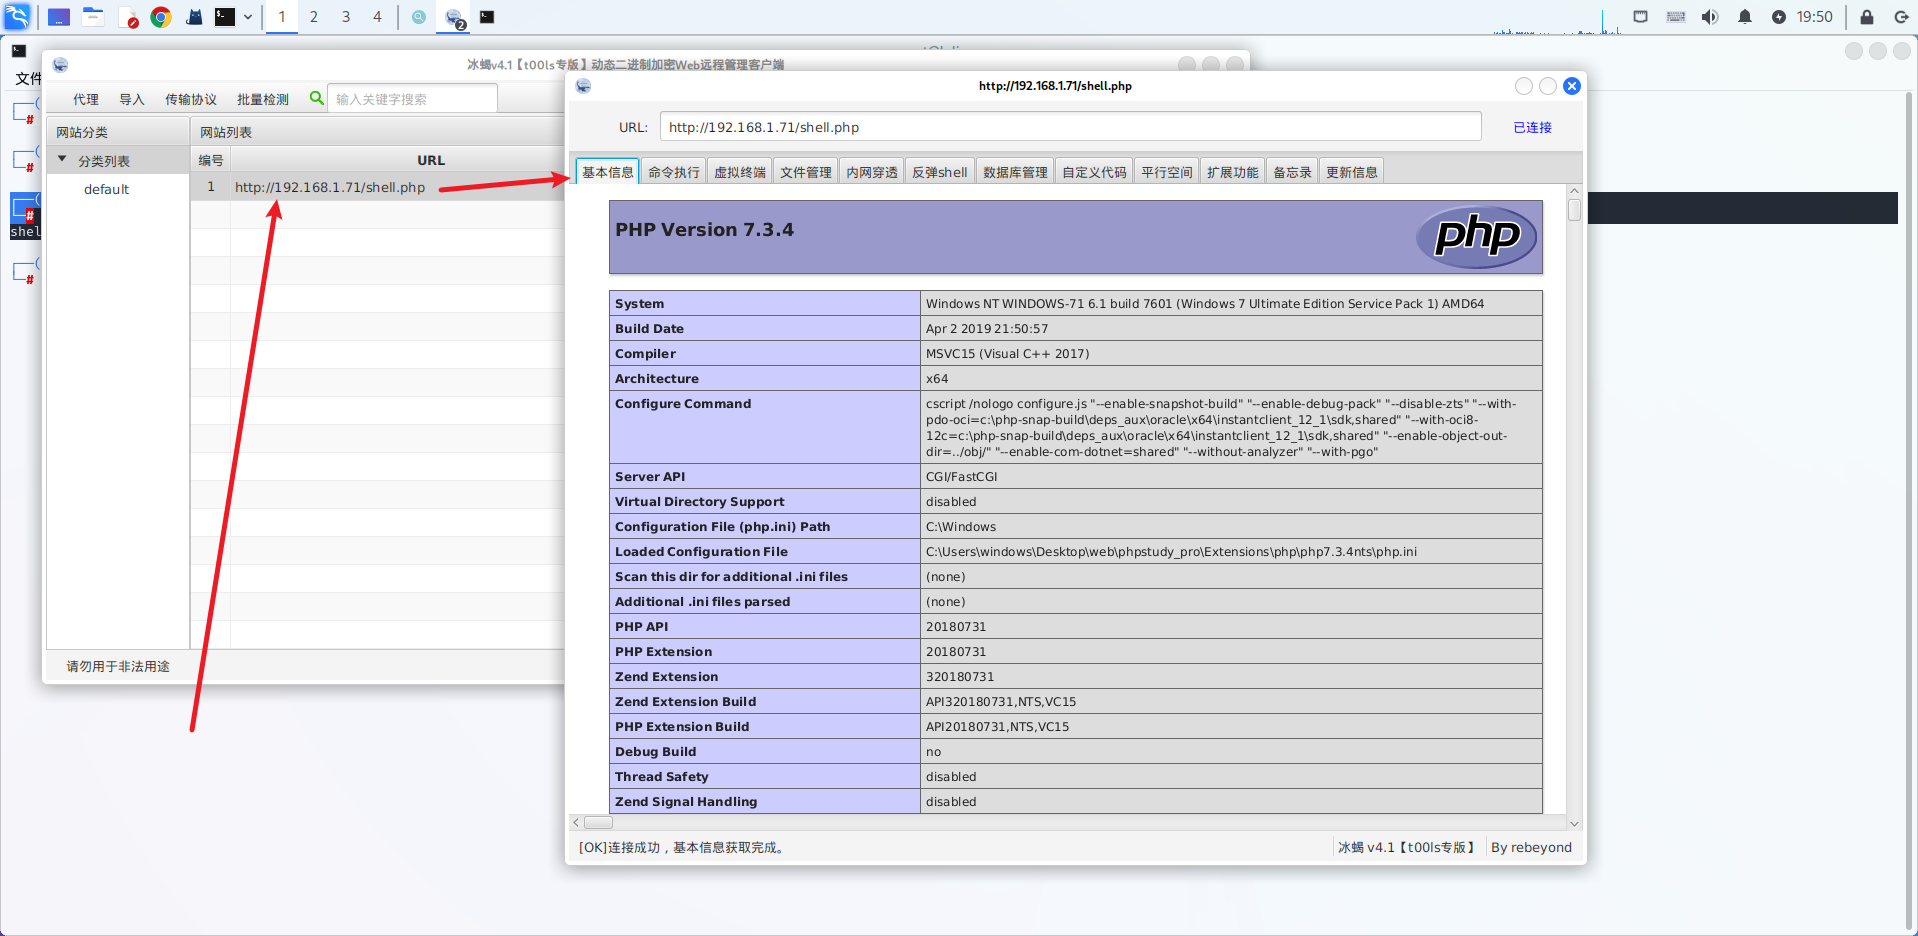 1 2 3 4 2 19:50
文件
shel
冰蝎v4.1【t00ls专版】动态二进制加密Web远程管理客户端
代理 导入 传输协议 批量检测 输入关键字搜索
网站分类 网站列表
分类列表 编号 URL
default 1 http://192.168.1.71/shell.php
请勿用于非法用途
http://192.168.1.71/shell.php
URL: http://192.168.1.71/shell.php 已连接
基本信息 命令执行 虚拟终端 文件管理 内网穿透 反弹shell 数据库管理 自定义代码 平行空间 扩展功能 备忘录 更新信息
PHP Version 7.3.4 php
System Windows NT WINDOWS-71 6.1 build 7601 (Windows 7 Ultimate Edition Service Pack 1) AMD64
Build Date Apr 2 2019 21:50:57
Compiler MSVC15 (Visual C++ 2017)
Architecture x64
Configure Command cscript /nologo configure.js "--enable-snapshot-build" "--enable-debug-pack" "--disable-zts" "--with-
pdo-oci=c:\php-snap-build\deps_aux\oracle\x64\instantclient_12_1\sdk,shared" "--with-oci8-
12c=c:\php-snap-build\deps_aux\oracle\x64\instantclient_12_1\sdk,shared" "--enable-object-out-
dir=../obj/" "--enable-com-dotnet=shared" "--without-analyzer" "--with-pgo"
Server API CGI/FastCGI
Virtual Directory Support disabled
Configuration File (php.ini) Path C:\Windows
Loaded Configuration File C:\Users\windows\Desktop\web\phpstudy_pro\Extensions\php\php7.3.4nts\php.ini
Scan this dir for additional .ini files (none)
Additional .ini files parsed (none)
PHP API 20180731
PHP Extension 20180731
Zend Extension 320180731
Zend Extension Build API320180731,NTS,VC15
PHP Extension Build API20180731,NTS,VC15
Debug Build no
Thread Safety disabled
Zend Signal Handling disabled
[OK]连接成功，基本信息获取完成。 冰蝎 v4.1【t00ls专版】 By rebeyond